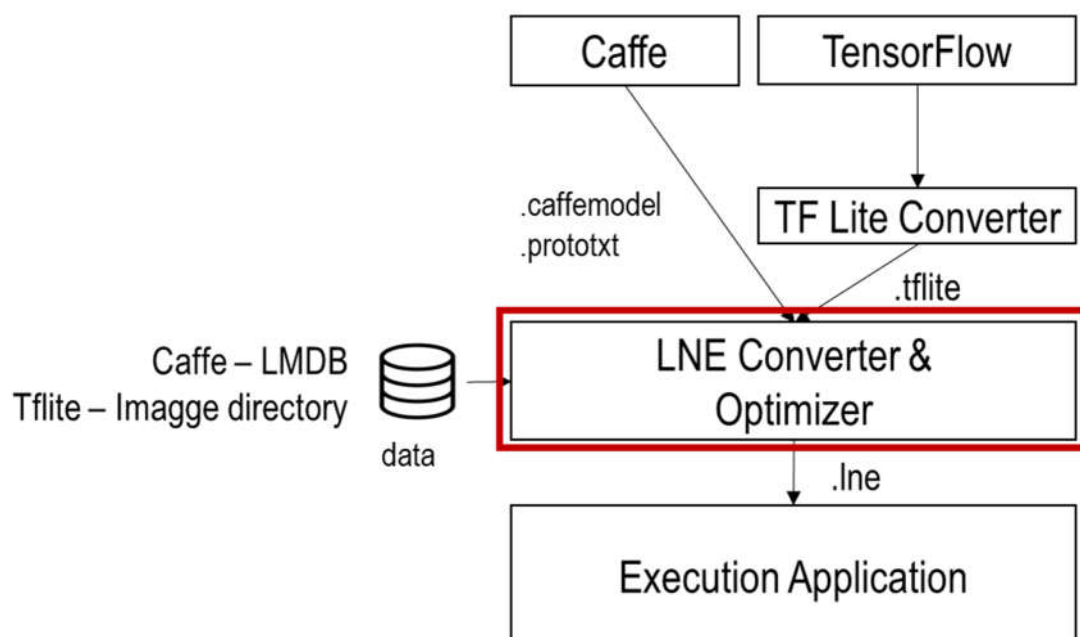 Caffe
TensorFlow
.caffemodel
.prototxt
TF Lite Converter
.tflite
Caffe – LMDB
Tflite – Imagge directory
data
LNE Converter &
Optimizer
.lne
Execution Application